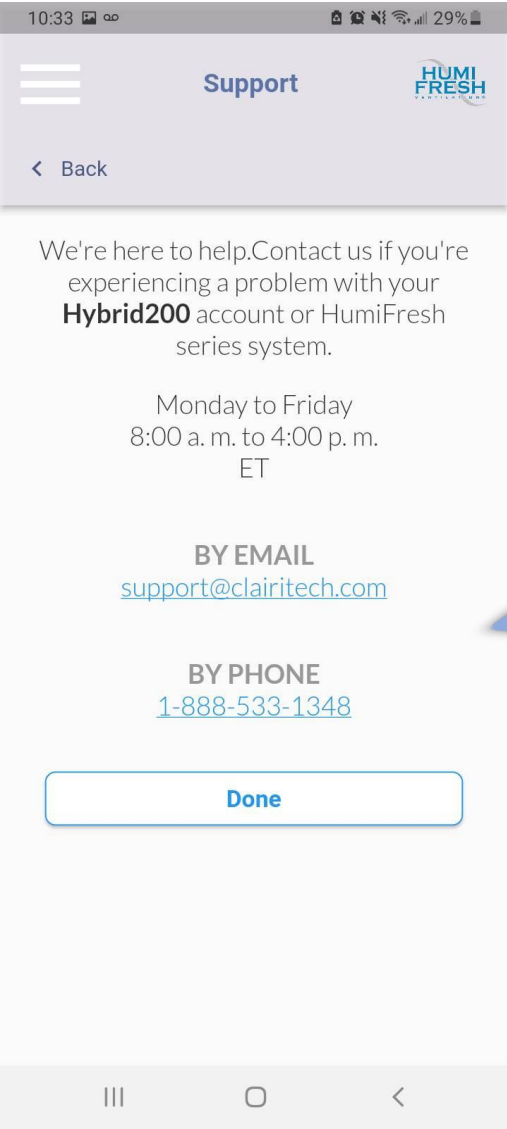 10:33
29%
Support
HUMI
FRESH
Back
We're here to help.Contact us if you're
experiencing a problem with your
Hybrid200 account or HumiFresh
series system.
Monday to Friday
8:00 a. m. to 4:00 p. m.
ET
BY EMAIL
support@clairitech.com
BY PHONE
1-888-533-1348
Done